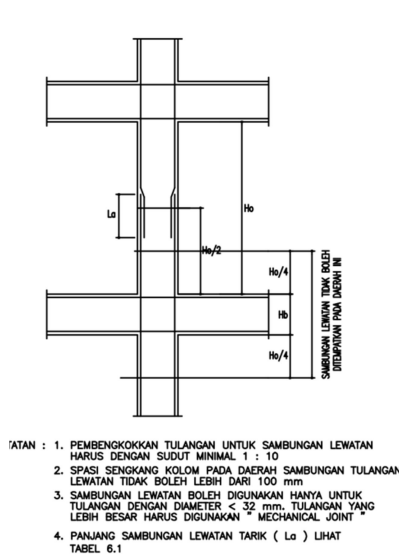 La
Ho
Ho/2
Ho/4
Hb
Ho/4
SAMBUNGAN LEWATAN TIDAK BOLEH
DITEMPATKAN PADA DAERAH INI
TATAN : 1. PEMBENGKOKKAN TULANGAN UNTUK SAMBUNGAN LEWATAN
HARUS DENGAN SUDUT MINIMAL 1 : 10
2. SPASI SENGKANG KOLOM PADA DAERAH SAMBUNGAN TULANGAN
LEWATAN TIDAK BOLEH LEBIH DARI 100 mm
3. SAMBUNGAN LEWATAN BOLEH DIGUNAKAN HANYA UNTUK
TULANGAN DENGAN DIAMETER < 32 mm. TULANGAN YANG
LEBIH BESAR HARUS DIGUNAKAN " MECHANICAL JOINT "
4. PANJANG SAMBUNGAN LEWATAN TARIK ( La ) LIHAT
TABEL 6.1